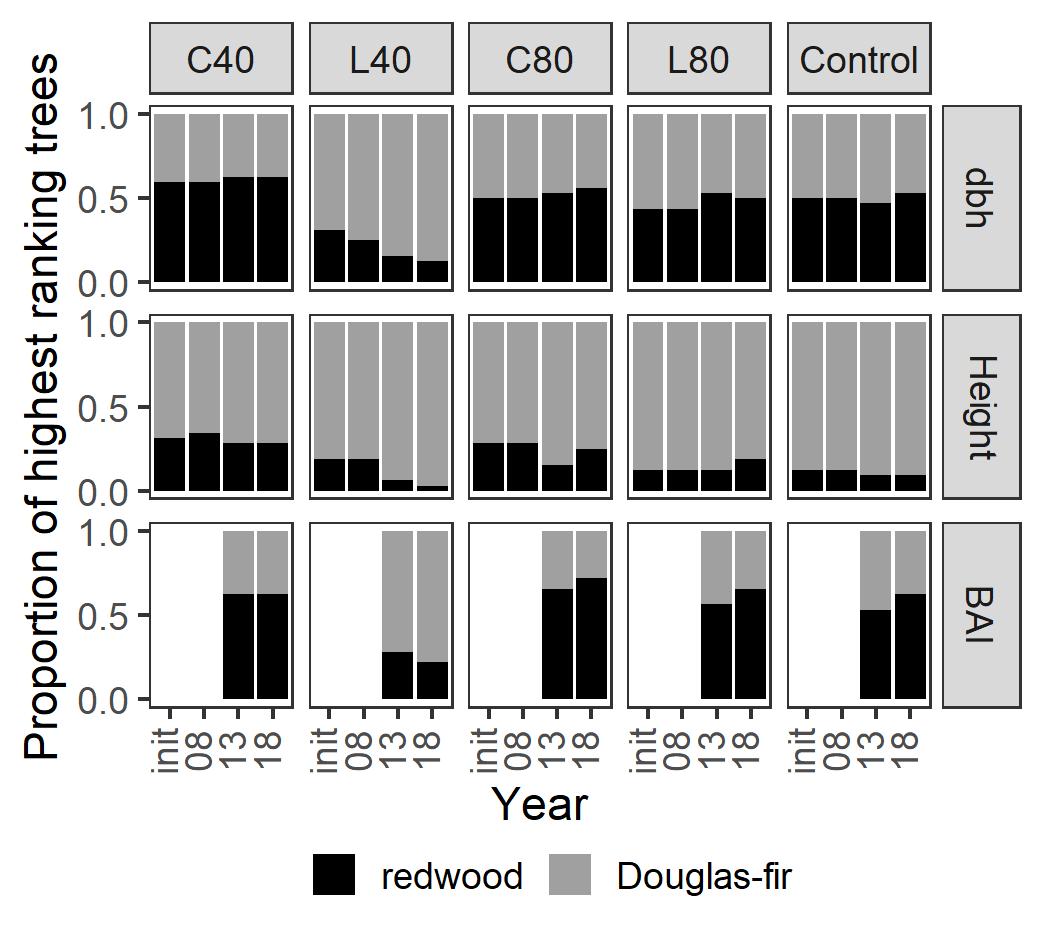 C40 L40 C80 L80 Control
Proportion of highest ranking trees
1.0
0.5
0.0
dbh
1.0
0.5
0.0
Height
1.0
0.5
0.0
BAI
init 08 13 18 init 08 13 18 init 08 13 18 init 08 13 18 init 08 13 18
Year
redwood Douglas-fir